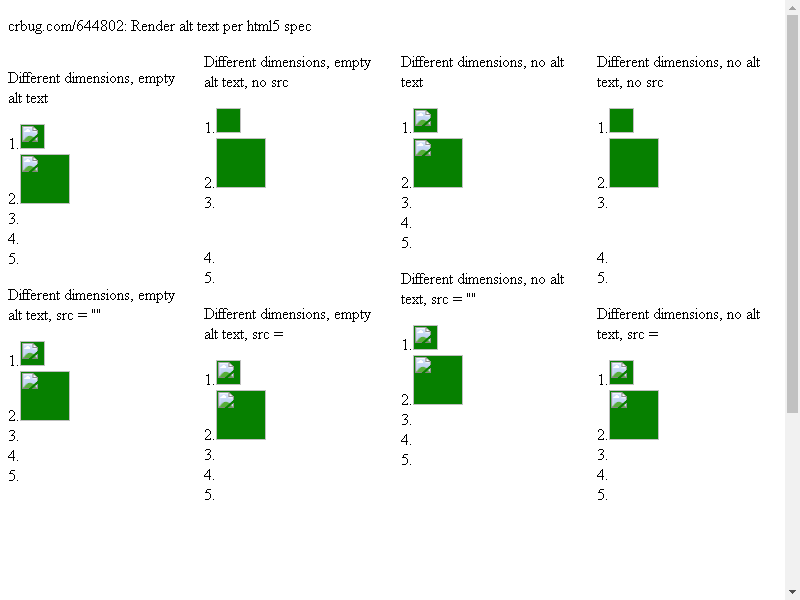 crbug.com/644802: Render alt text per html5 spec
Different dimensions, empty
alt text
1.
2.
3.
4.
5.
Different dimensions, empty
alt text, src = ""
1.
2.
3.
4.
5.
Different dimensions, empty
alt text, no src
1.
2.
3.
4.
5.
Different dimensions, empty
alt text, src =
1.
2.
3.
4.
5.
Different dimensions, no alt
text
1.
2.
3.
4.
5.
Different dimensions, no alt
text, src = ""
1.
2.
3.
4.
5.
Different dimensions, no alt
text, no src
1.
2.
3.
4.
5.
Different dimensions, no alt
text, src =
1.
2.
3.
4.
5.